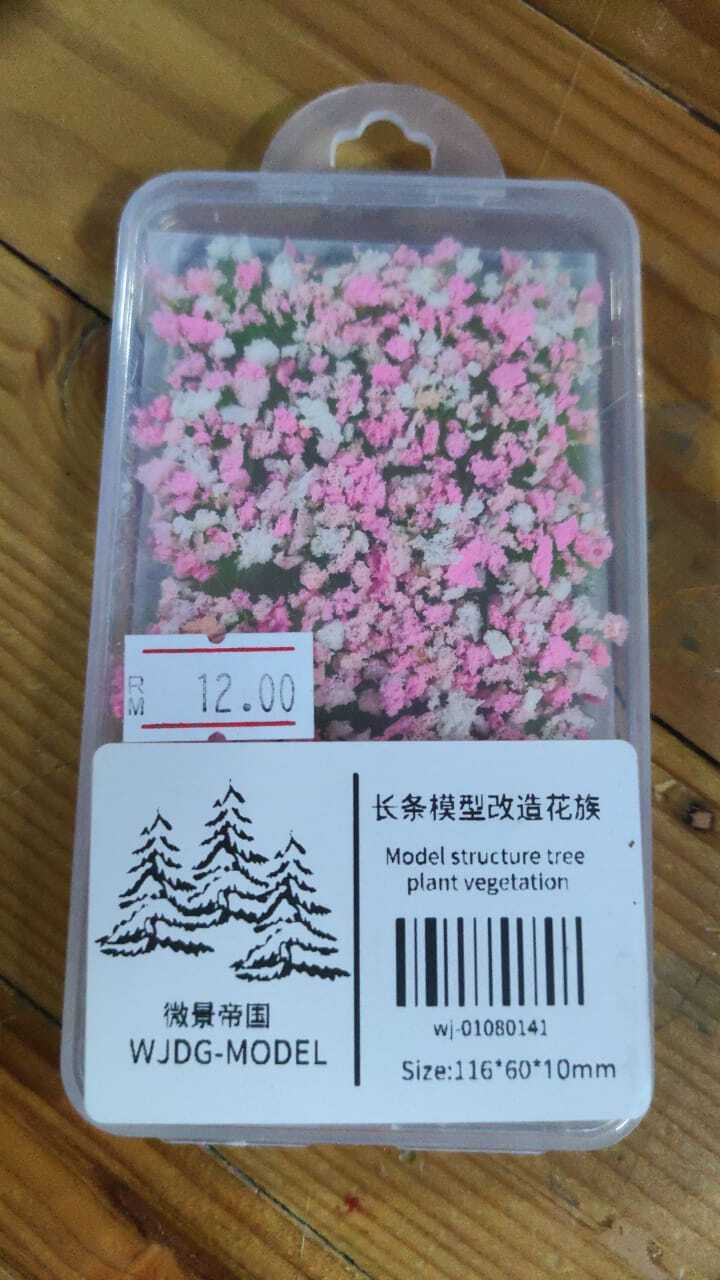 RM 12.00
长条模型改造花族
Model structure tree
plant vegetation
wj-01080141
Size:116*60*10mm
微景帝国
WJDG-MODEL